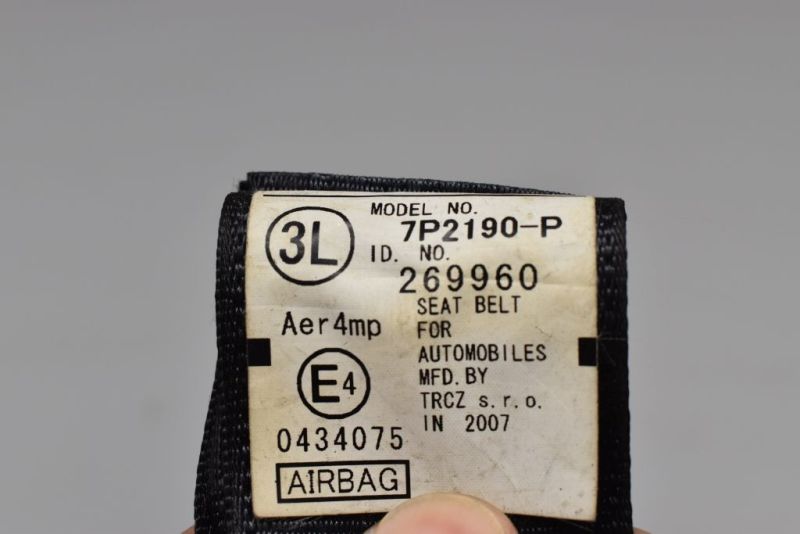 3L
MODEL NO.
7P2190-P
ID. NO.
269960
Aer4mp
E4
0434075
AIRBAG
SEAT BELT
FOR
AUTOMOBILES
MFD. BY
TRCZ s.r.o.
IN 2007